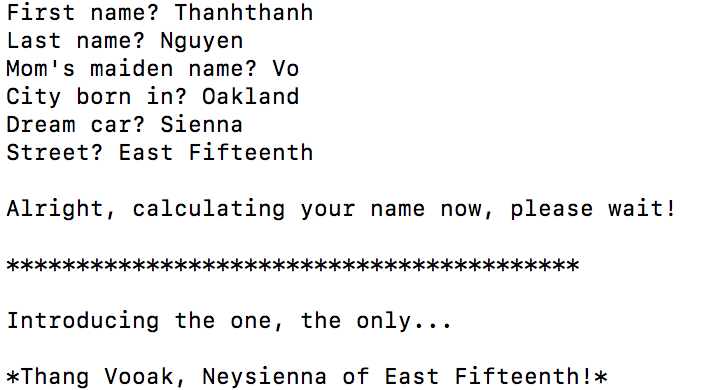 First name? Thanhthanh
Last name? Nguyen
Mom's maiden name? Vo
City born in? Oakland
Dream car? Sienna
Street? East Fifteenth
Alright, calculating your name now, please wait!
*****************************************
Introducing the one, the only...
*Thang Vooak, Neysienna of East Fifteenth!*